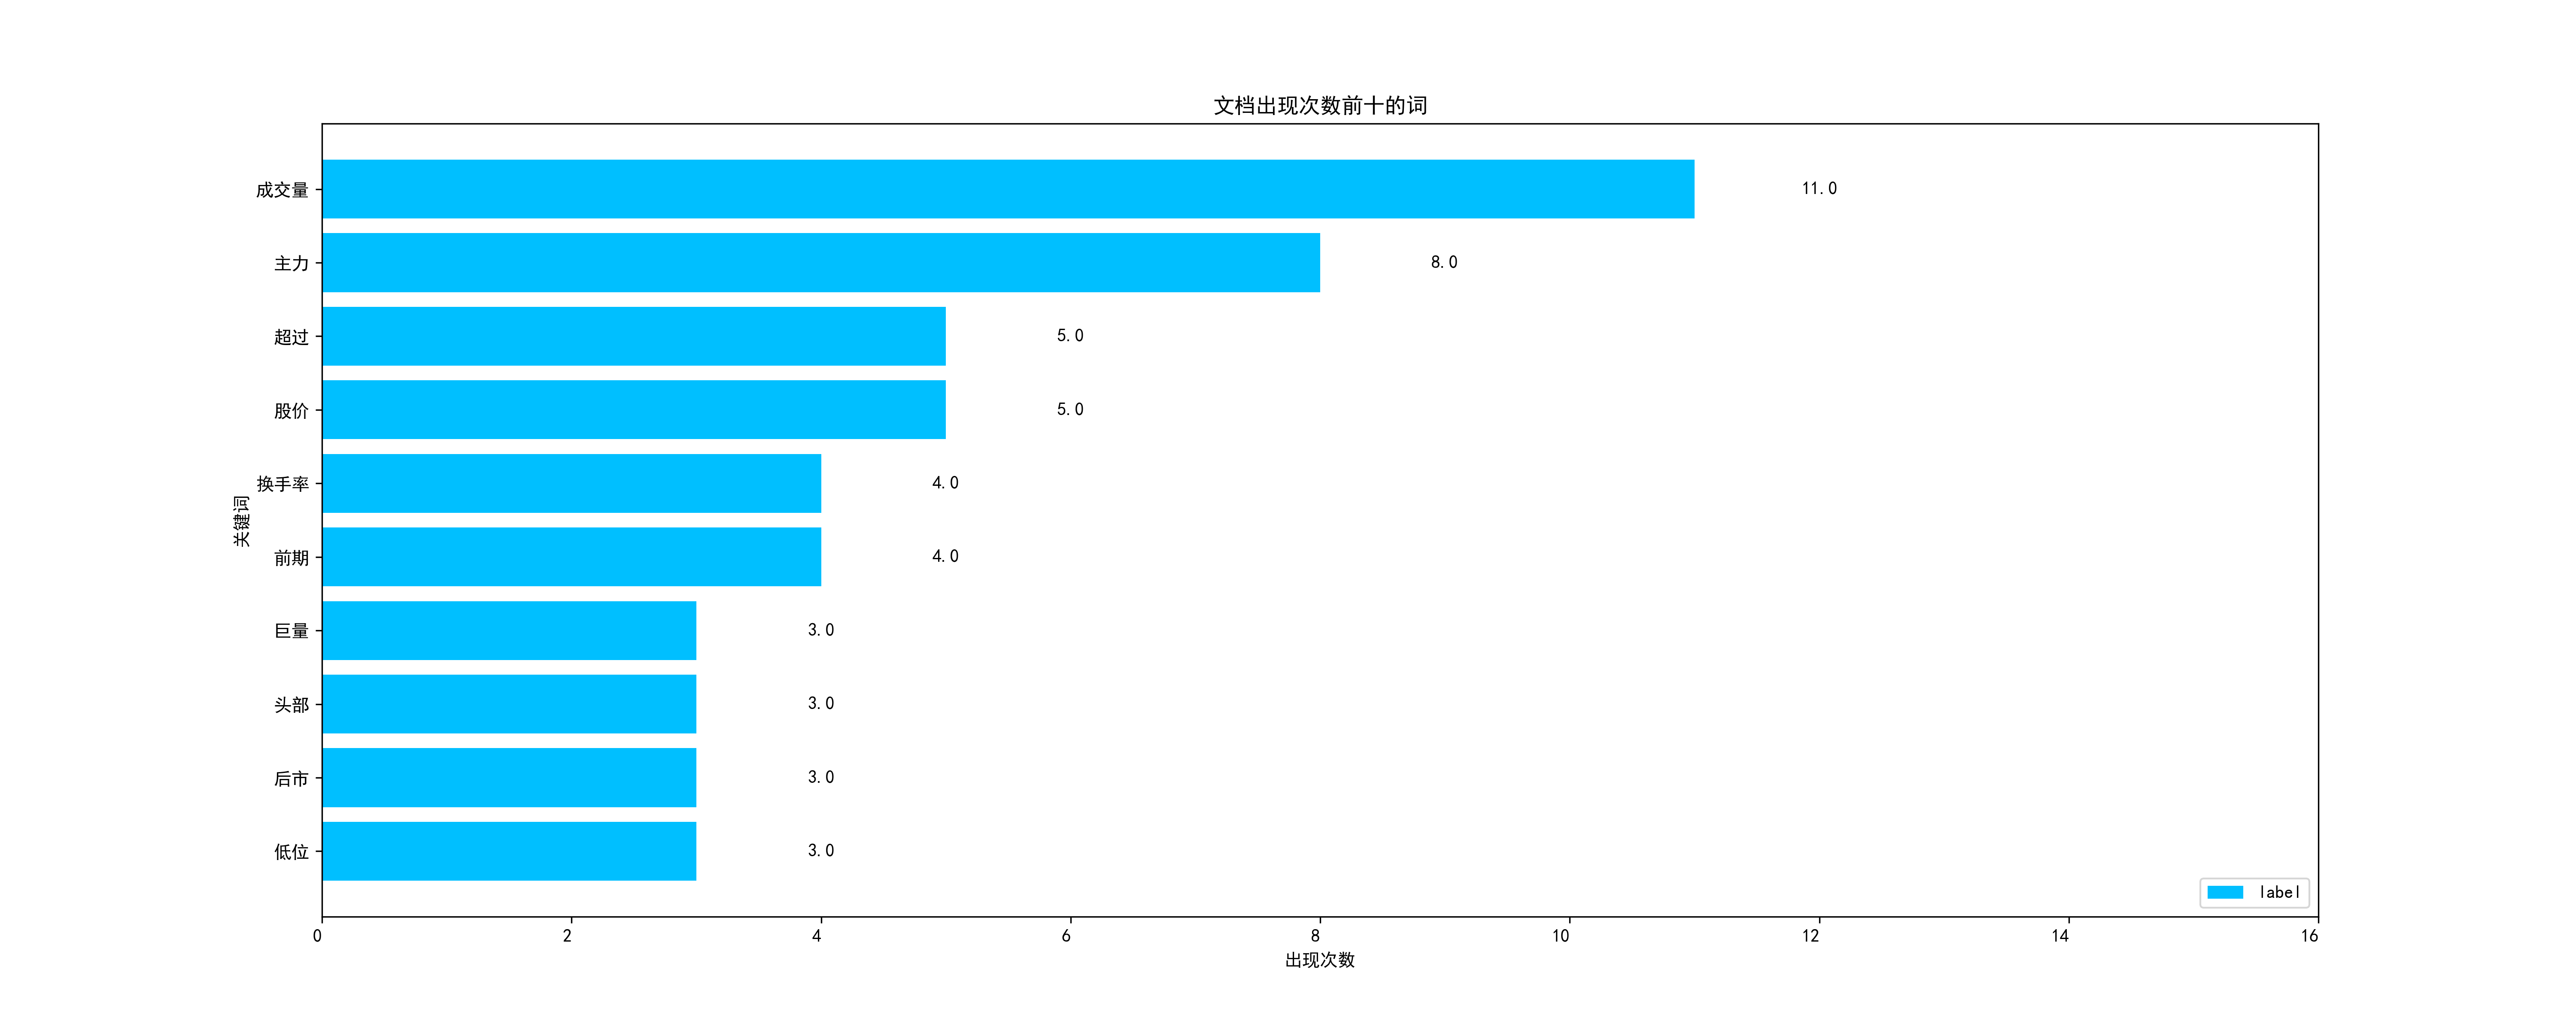 文档出现次数前十的词
成交量 11.0
主力 8.0
超过 5.0
股价 5.0
换手率 4.0
前期 4.0
巨量 3.0
头部 3.0
后市 3.0
低位 3.0
关键词
label
0 2 4 6 8 10 12 14 16
出现次数